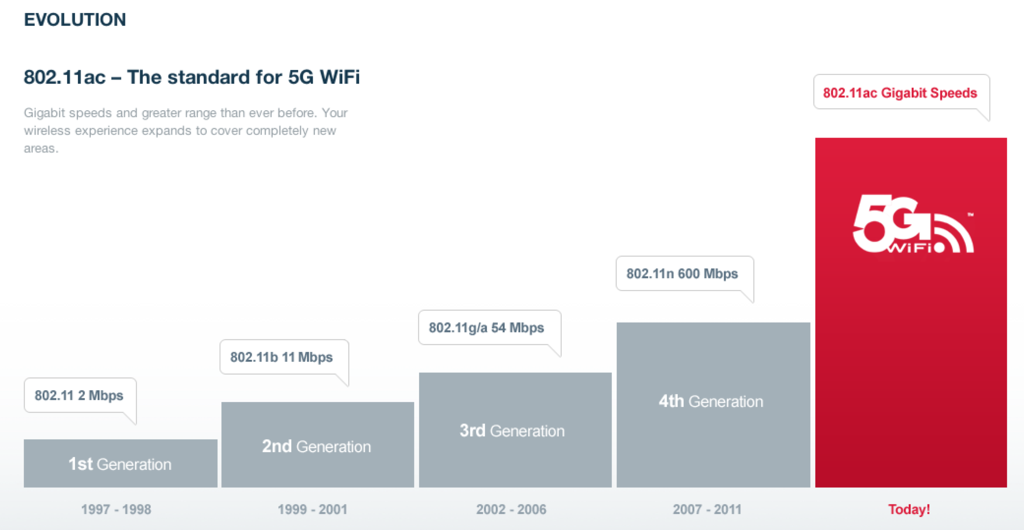 EVOLUTION
802.11ac – The standard for 5G WiFi
Gigabit speeds and greater range than ever before. Your
wireless experience expands to cover completely new
areas.
802.11ac Gigabit Speeds
5G
WiFi
™
802.11n 600 Mbps
802.11g/a 54 Mbps
802.11b 11 Mbps
802.11 2 Mbps
1st Generation
2nd Generation
3rd Generation
4th Generation
1997 - 1998
1999 - 2001
2002 - 2006
2007 - 2011
Today!